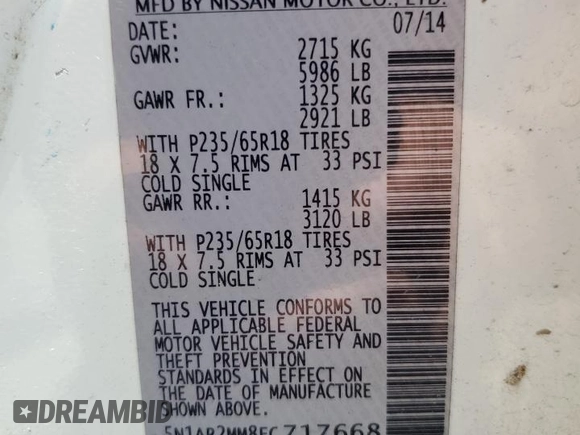 MFD BY NISSAN MOTOR CO., LTD.
DATE: 07/14
GVWR: 2715 KG
5986 LB
GAWR FR.: 1325 KG
2921 LB
WITH P235/65R18 TIRES
18 X 7.5 RIMS AT 33 PSI
COLD SINGLE
GAWR RR.: 1415 KG
3120 LB
WITH P235/65R18 TIRES
18 X 7.5 RIMS AT 33 PSI
COLD SINGLE
THIS VEHICLE CONFORMS TO
ALL APPLICABLE FEDERAL
MOTOR VEHICLE SAFETY AND
THEFT PREVENTION
STANDARDS IN EFFECT ON
THE DATE OF MANUFACTURE
SHOWN ABOVE.
5N1AR2MM8EC717668
DREAMBID